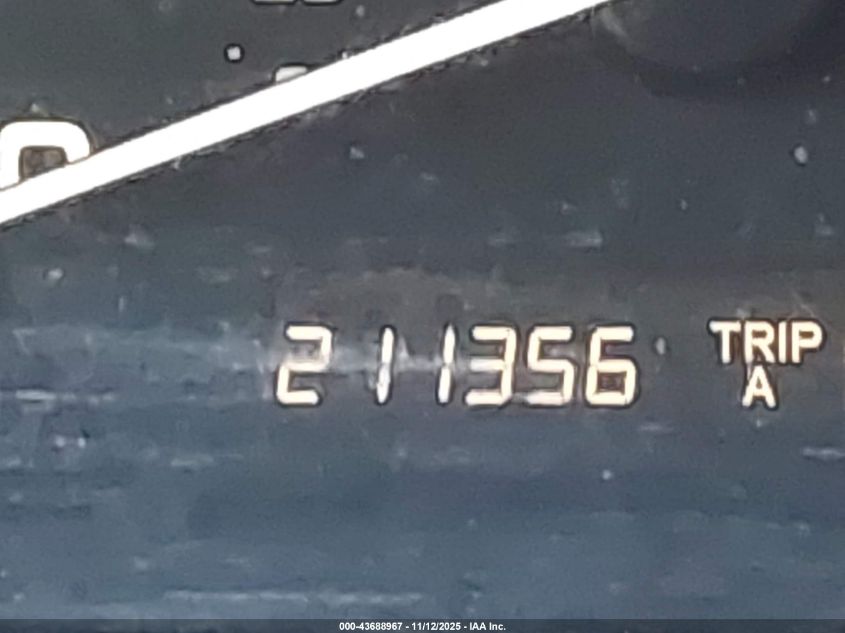 211356 TRIP
A
000-43688967 - 11/12/2025 - IAA Inc.